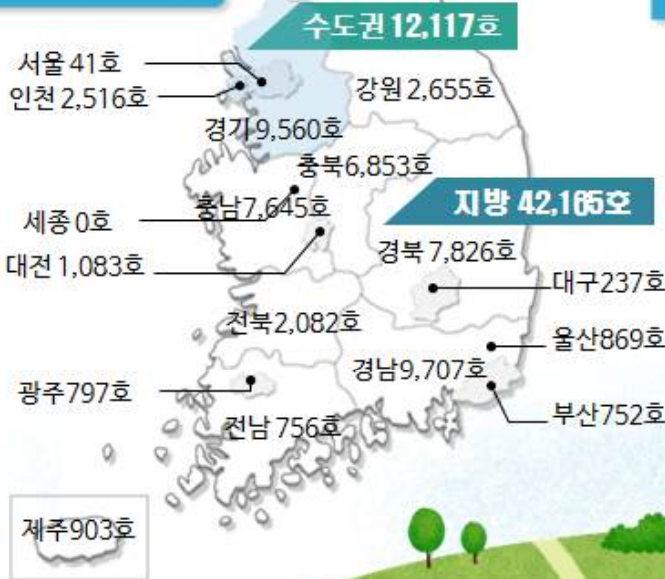 수도권 12,117호
서울 41호
인천 2,516호
강원 2,655호
경기 9,560호
충북6,853호
충남7,645호
지방 42,165호
세종 0호
대전 1,083호
경북 7,826호
대구237호
전북2,082호
울산869호
경남9,707호
광주797호
전남 756호
부산752호
제주903호